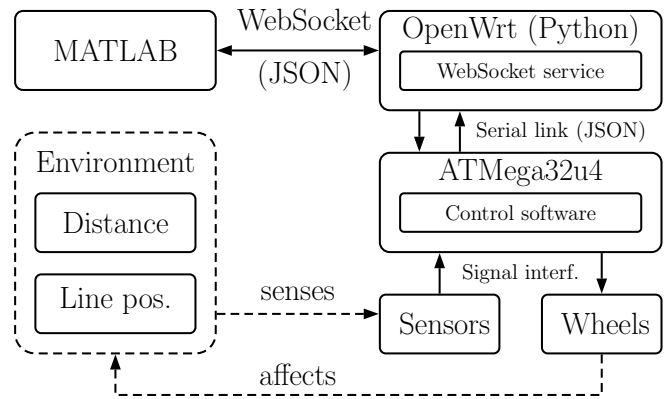 MATLAB
WebSocket
(JSON)
OpenWrt (Python)
WebSocket service
Serial link (JSON)
ATMega32u4
Control software
Signal interf.
Environment
Distance
Line pos.
senses
Sensors
Wheels
affects